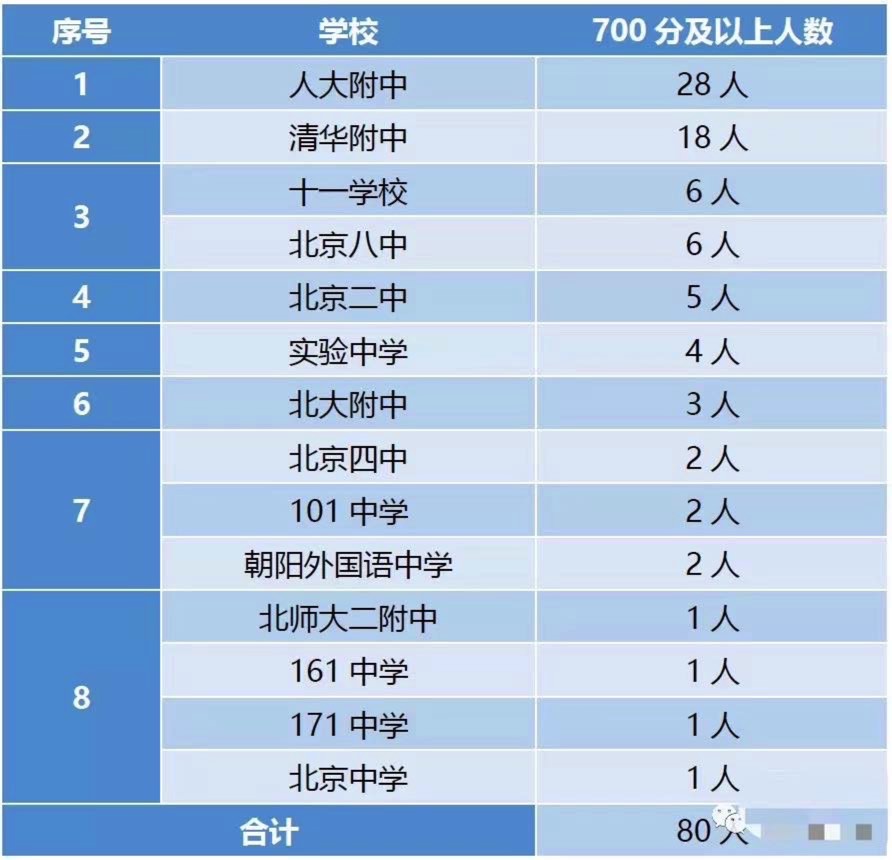 序号 学校 700 分及以上人数
1 人大附中 28 人
2 清华附中 18 人
3 十一学校 6 人
北京八中 6 人
4 北京二中 5 人
5 实验中学 4 人
6 北大附中 3 人
7 北京四中 2 人
101 中学 2 人
朝阳外国语中学 2 人
8 北师大二附中 1 人
161 中学 1 人
171 中学 1 人
北京中学 1 人
合计 80 人